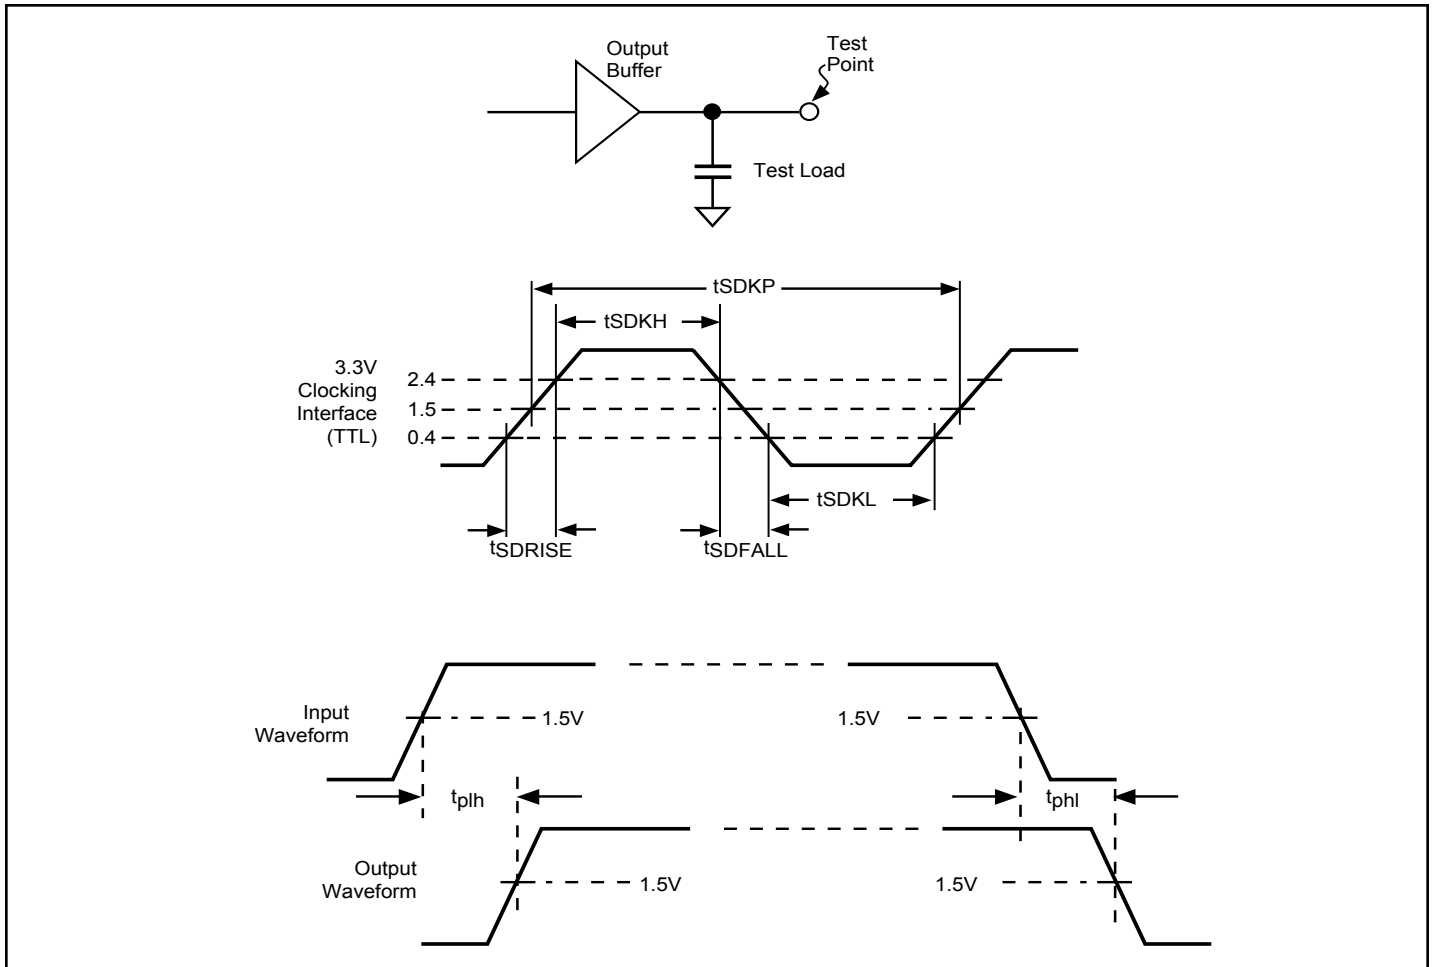 Output
Buffer
Test
Point
Test Load
tSDKP
tSDKH
3.3V
Clocking
Interface
(TTL)
2.4
1.5
0.4
tSDKL
tSDRISE
tSDFALL
Input
Waveform
1.5V
1.5V
tplh
tphl
Output
Waveform
1.5V
1.5V